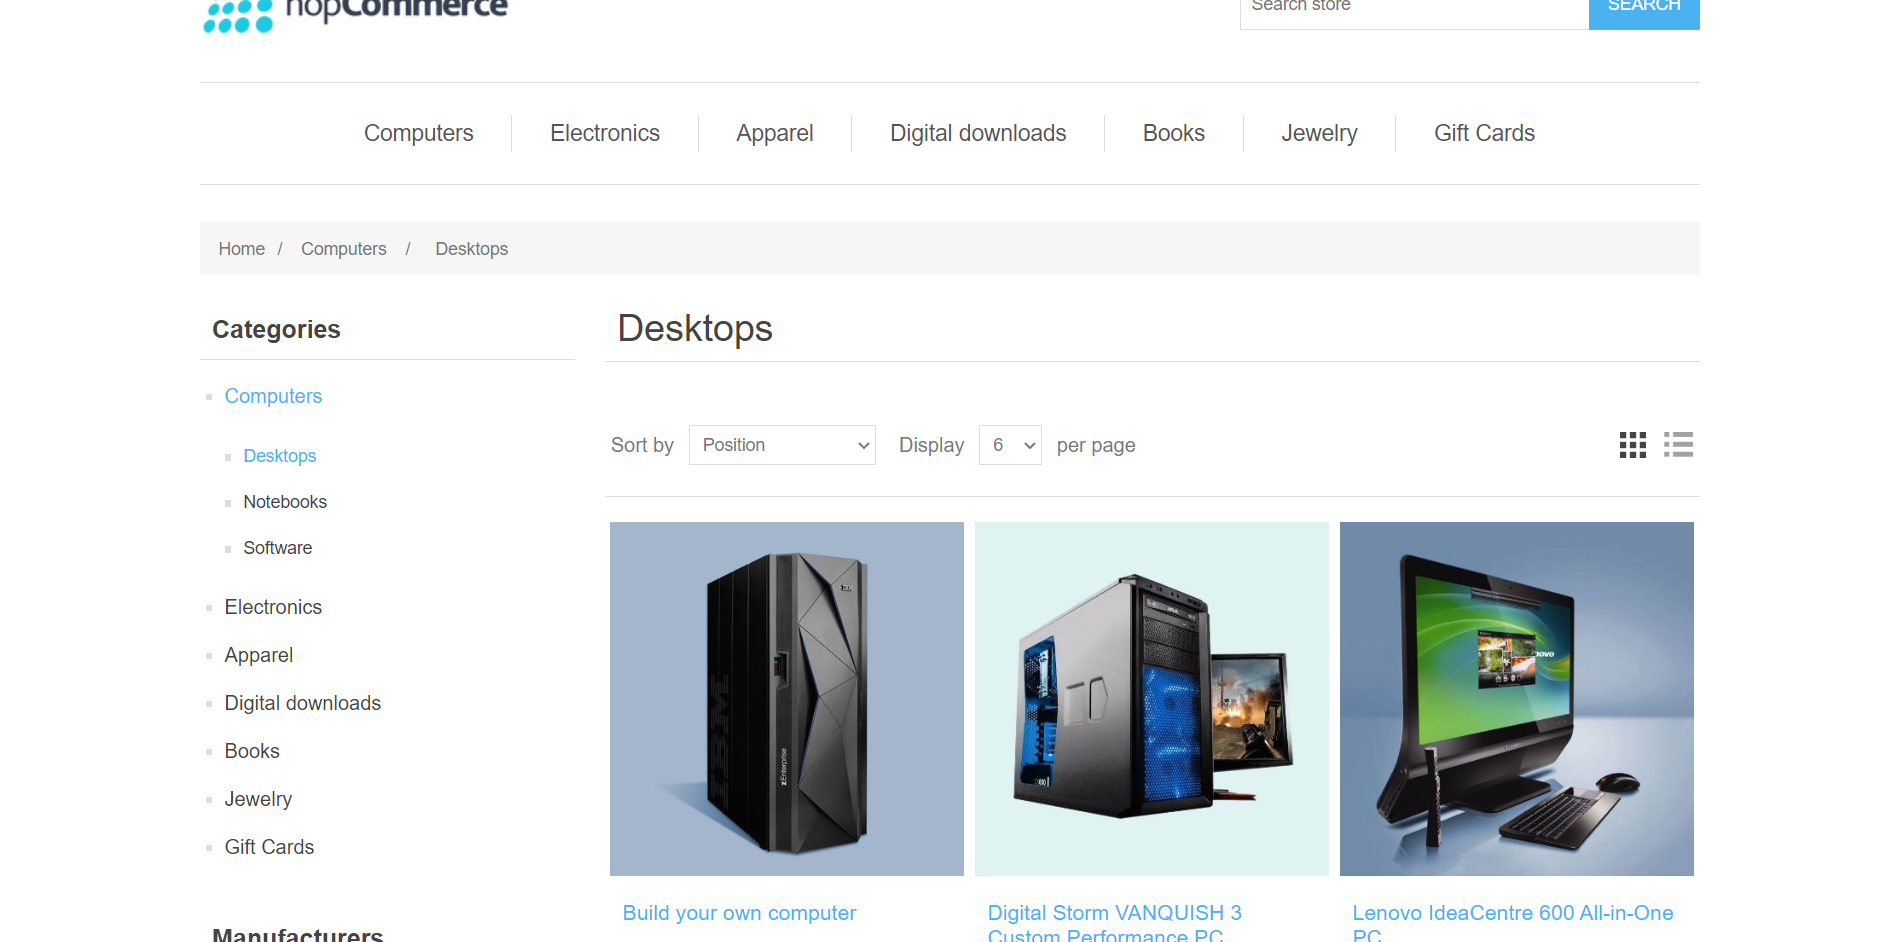 nopCommerce
Search store
SEARCH
Computers
Electronics
Apparel
Digital downloads
Books
Jewelry
Gift Cards
Home / Computers / Desktops
Categories
Computers
Desktops
Notebooks
Software
Electronics
Apparel
Digital downloads
Books
Jewelry
Gift Cards
Manufacturers
Desktops
Sort by Position Display 6 per page
IBM
zEnterprise
Build your own computer
Digital Storm VANQUISH 3
Custom Performance PC
Lenovo IdeaCentre 600 All-in-One
PC